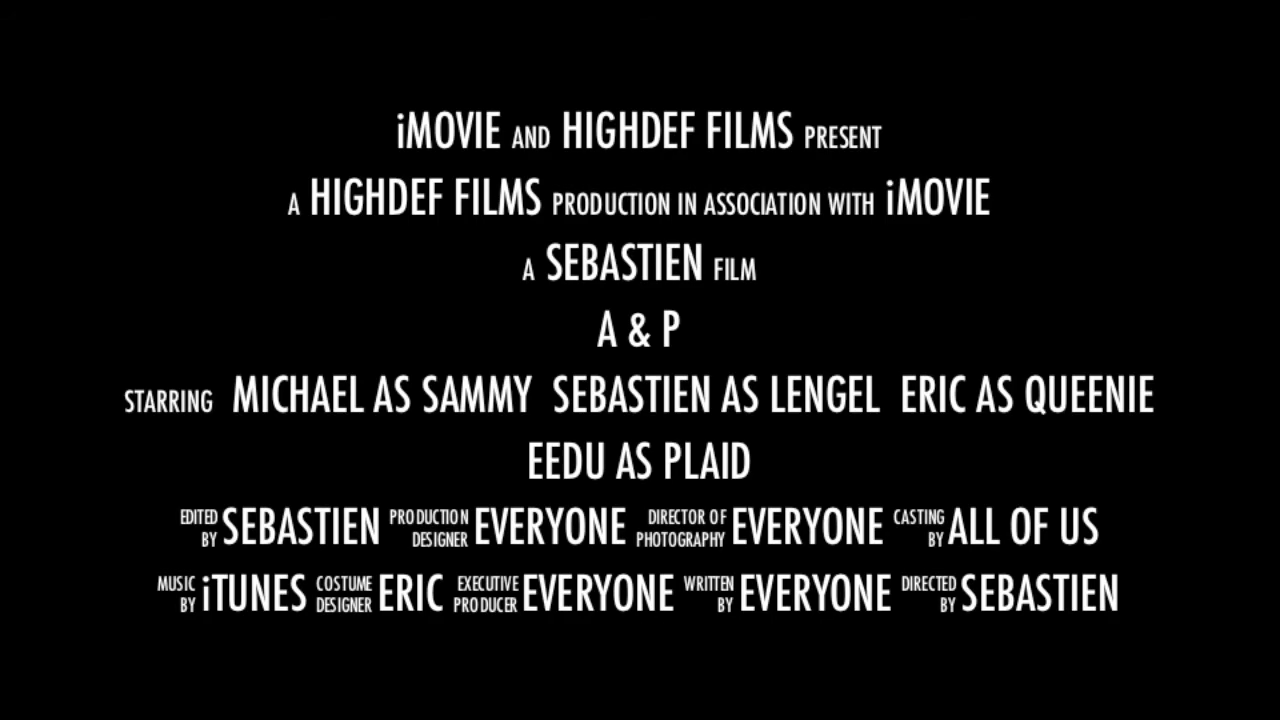 iMOVIE AND HIGHDEF FILMS PRESENT
A HIGHDEF FILMS PRODUCTION IN ASSOCIATION WITH iMOVIE
A SEBASTIEN FILM
A & P
STARRING MICHAEL AS SAMMY SEBASTIEN AS LENGEL ERIC AS QUEENIE
EEDU AS PLAID
EDITED BY SEBASTIEN PRODUCTION DESIGNER EVERYONE DIRECTOR OF PHOTOGRAPHY EVERYONE CASTING BY ALL OF US
MUSIC BY iTUNES COSTUME DESIGNER ERIC EXECUTIVE PRODUCER EVERYONE WRITTEN BY EVERYONE DIRECTED BY SEBASTIEN